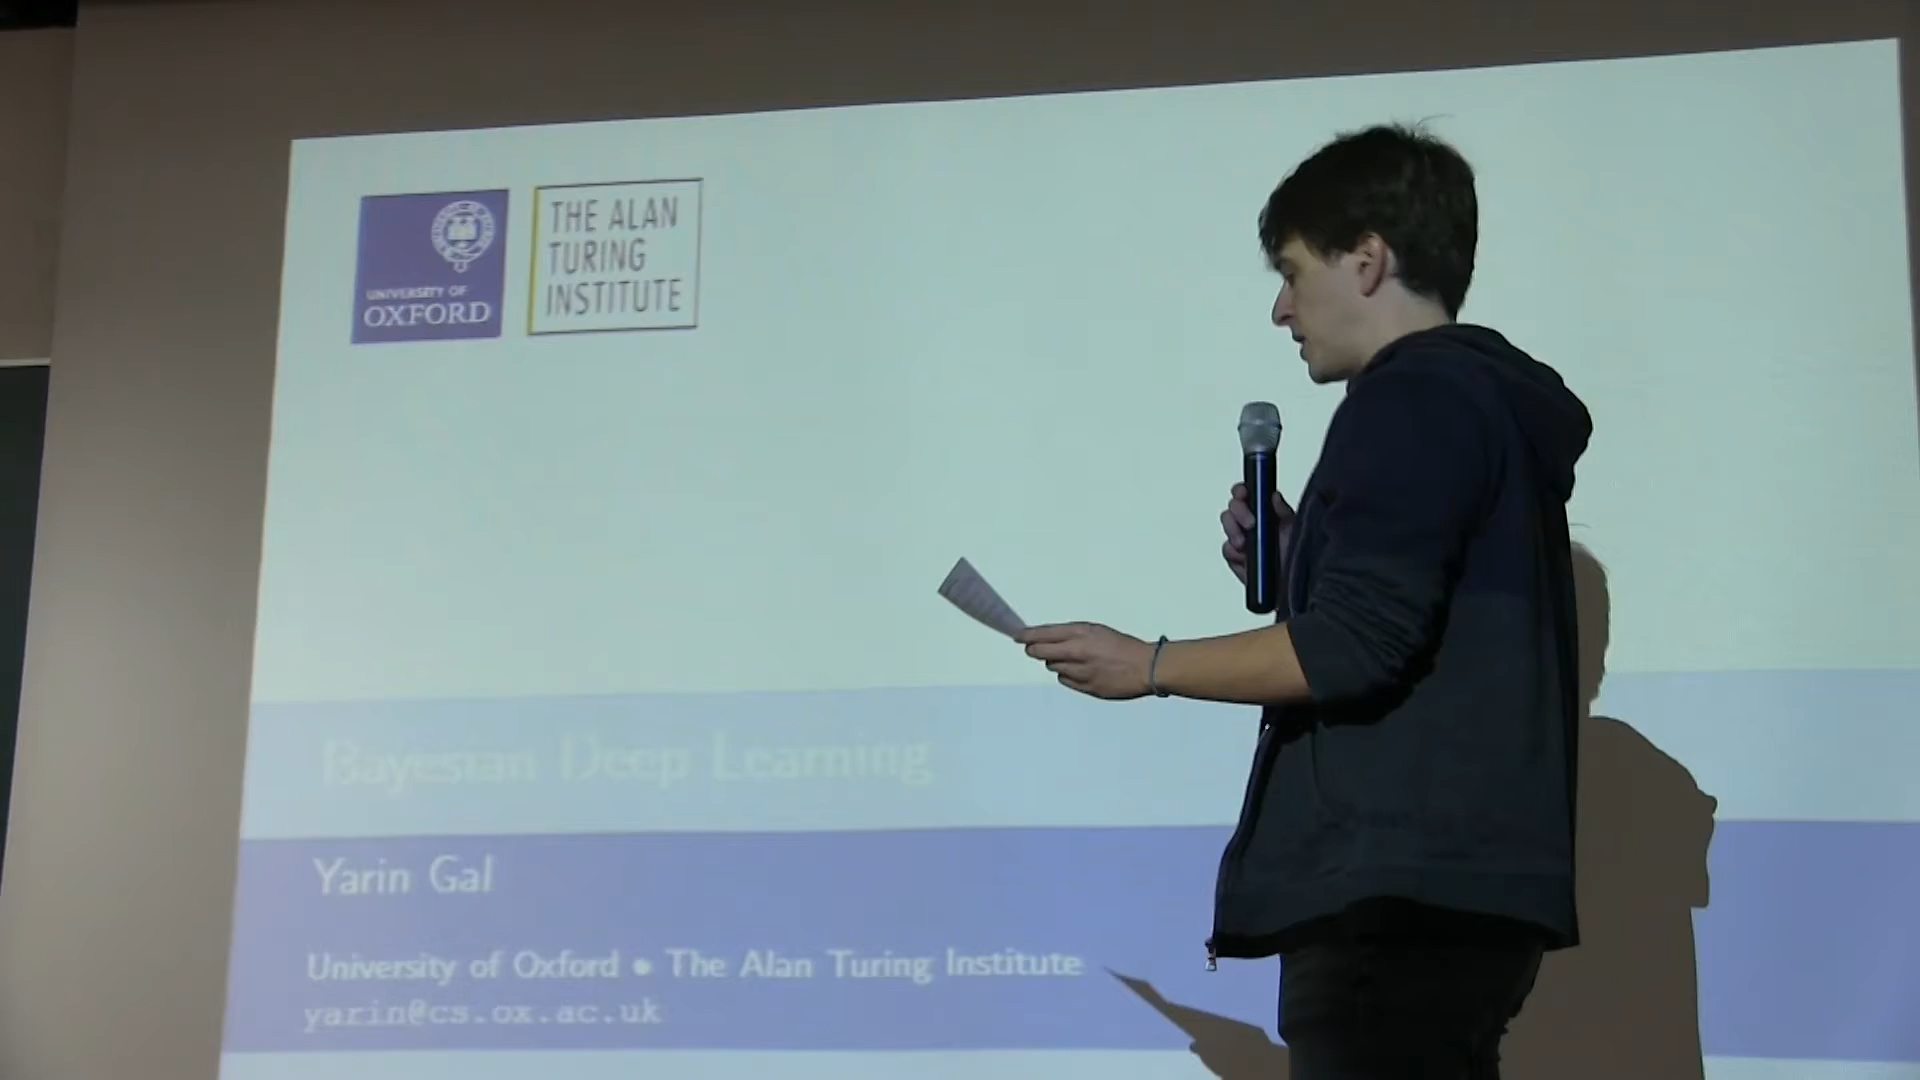 UNIVERSITY OF
OXFORD
THE ALAN
TURING
INSTITUTE
Bayesian Deep Learning
Yarin Gal
University of Oxford • The Alan Turing Institute
yarin@cs.ox.ac.uk